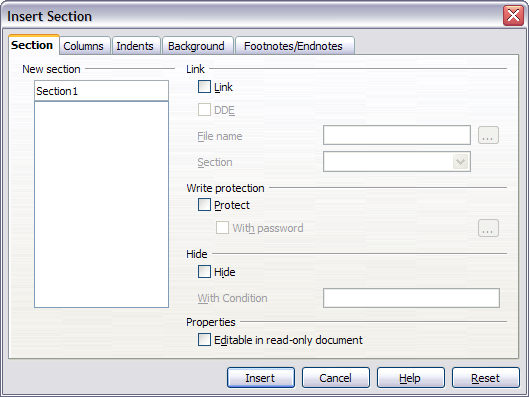 Insert Section
Section Columns Indents Background Footnotes/Endnotes
New section
Section1
Link
Link
DDE
File name ...
Section
Write protection
Protect
With password ...
Hide
Hide
With Condition
Properties
Editable in read-only document
Insert Cancel Help Reset